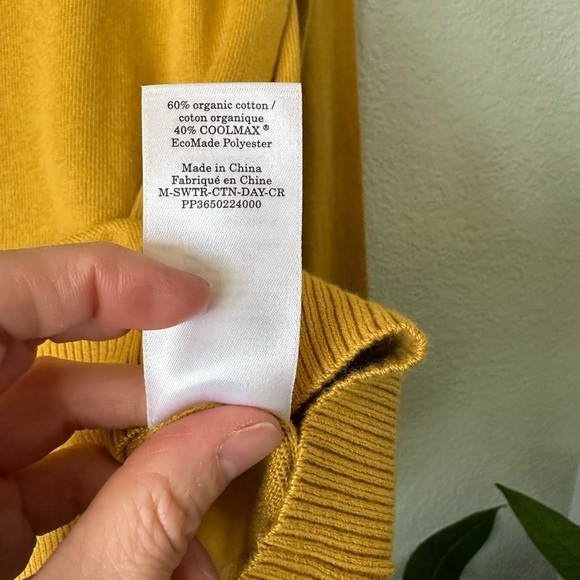 60% organic cotton /
coton organique
40% COOLMAX ®
EcoMade Polyester
Made in China
Fabriqué en Chine
M-SWTR-CTN-DAY-CR
PP3650224000